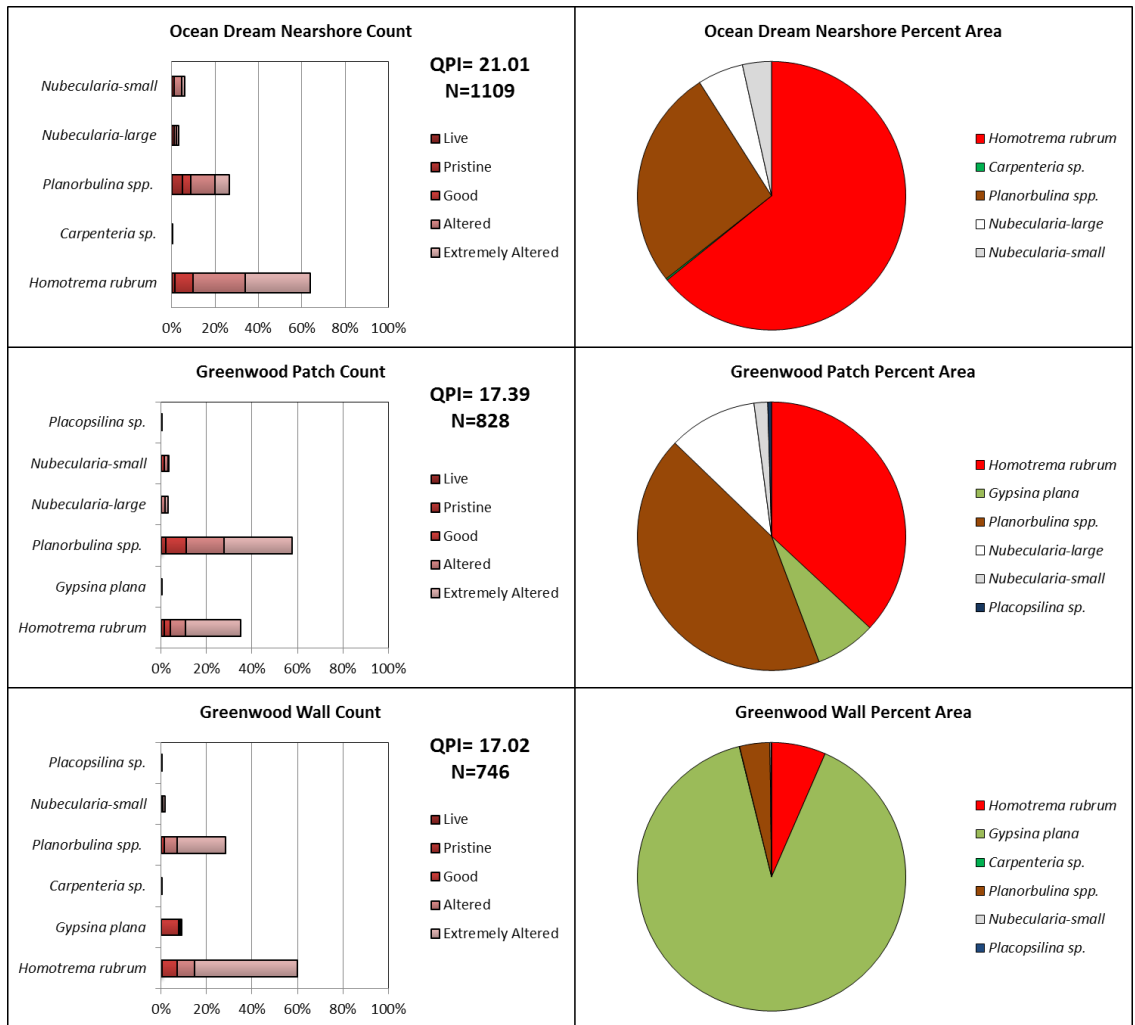 Ocean Dream Nearshore Count
QPI= 21.01
N=1109
Nubecularia-small
Nubecularia-large
Planorbulina spp.
Carpenteria sp.
Homotrema rubrum
0% 20% 40% 60% 80% 100%
Live
Pristine
Good
Altered
Extremely Altered
Ocean Dream Nearshore Percent Area
Homotrema rubrum
Carpenteria sp.
Planorbulina spp.
Nubecularia-large
Nubecularia-small
Greenwood Patch Count
QPI= 17.39
N=828
Placopsilina sp.
Nubecularia-small
Nubecularia-large
Planorbulina spp.
Gypsina plana
Homotrema rubrum
0% 20% 40% 60% 80% 100%
Live
Pristine
Good
Altered
Extremely Altered
Greenwood Patch Percent Area
Homotrema rubrum
Gypsina plana
Planorbulina spp.
Nubecularia-large
Nubecularia-small
Placopsilina sp.
Greenwood Wall Count
QPI= 17.02
N=746
Placopsilina sp.
Nubecularia-small
Planorbulina spp.
Carpenteria sp.
Gypsina plana
Homotrema rubrum
0% 20% 40% 60% 80% 100%
Live
Pristine
Good
Altered
Extremely Altered
Greenwood Wall Percent Area
Homotrema rubrum
Gypsina plana
Carpenteria sp.
Planorbulina spp.
Nubecularia-small
Placopsilina sp.